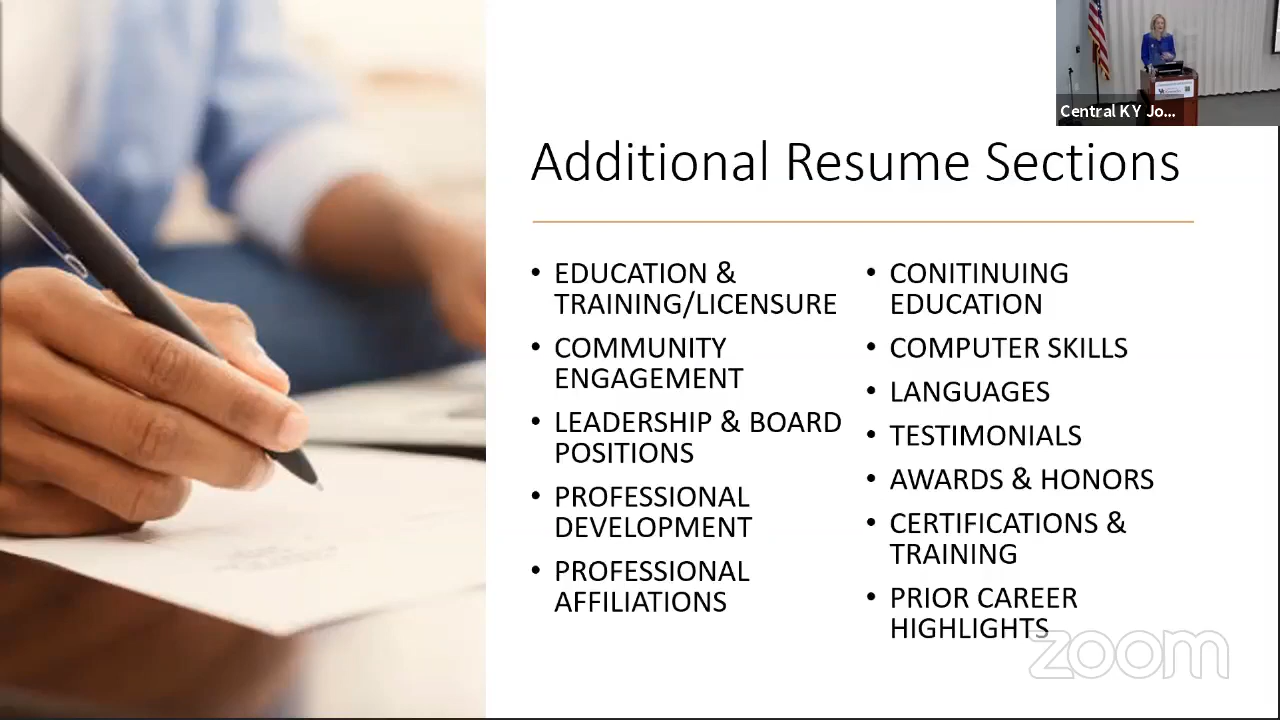 Central KY Jo...
Additional Resume Sections
• EDUCATION &
TRAINING/LICENSURE
• COMMUNITY
ENGAGEMENT
• LEADERSHIP & BOARD
POSITIONS
• PROFESSIONAL
DEVELOPMENT
• PROFESSIONAL
AFFILIATIONS
• CONITINUING
EDUCATION
• COMPUTER SKILLS
• LANGUAGES
• TESTIMONIALS
• AWARDS & HONORS
• CERTIFICATIONS &
TRAINING
• PRIOR CAREER
HIGHLIGHTS
zoom